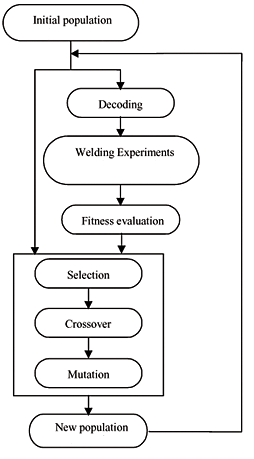 Initial population
Decoding
Welding Experiments
Fitness evaluation
Selection
Crossover
Mutation
New population